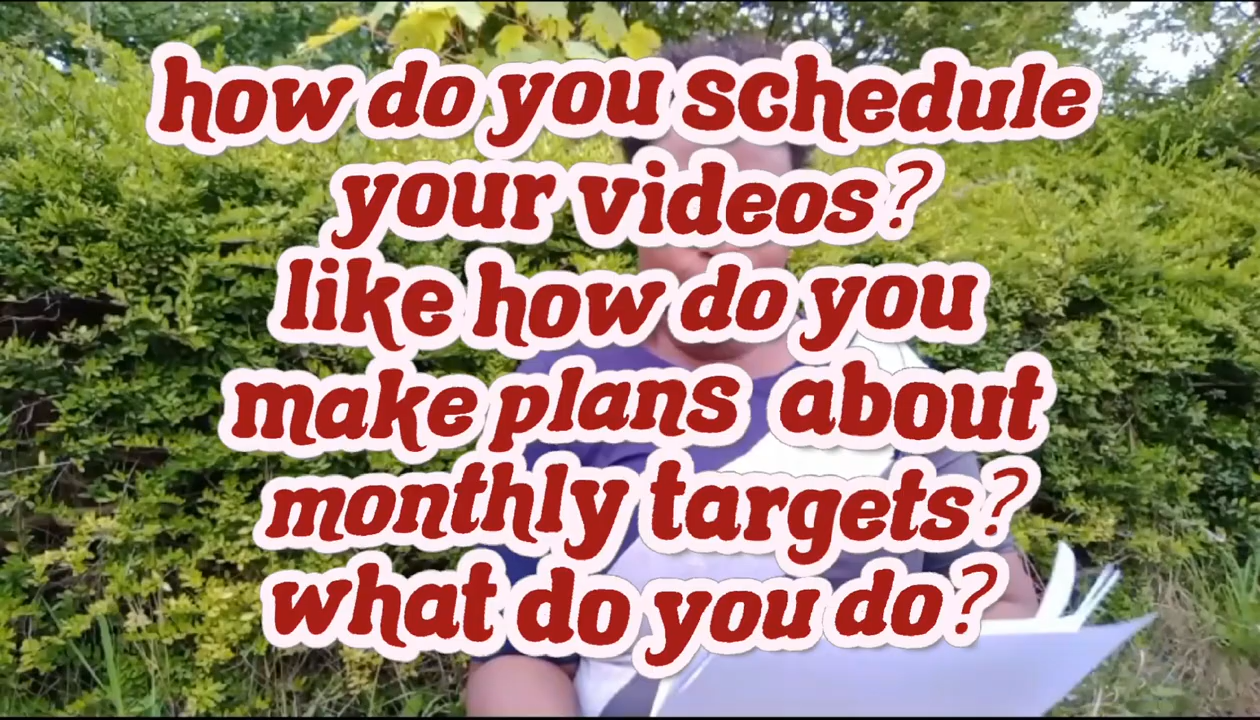 how do you schedule
your videos?
like how do you
make plans about
monthly targets?
what do you do?